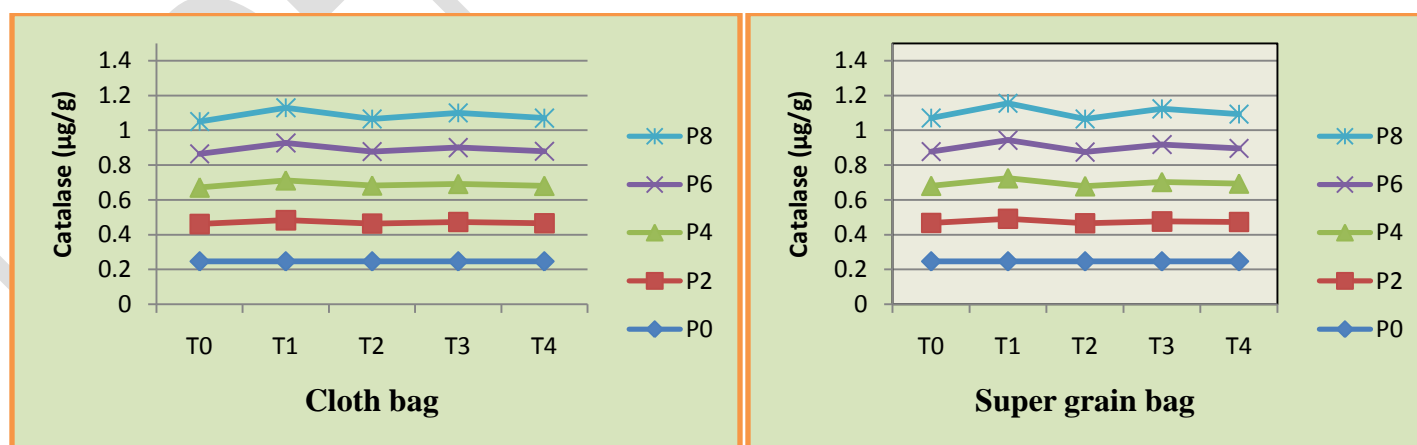 Catalase (µg/g)
1.4
1.2
1
0.8
0.6
0.4
0.2
0
T0 T1 T2 T3 T4
P8
P6
P4
P2
P0
Cloth bag
Catalase (µg/g)
1.4
1.2
1
0.8
0.6
0.4
0.2
0
T0 T1 T2 T3 T4
P8
P6
P4
P2
P0
Super grain bag